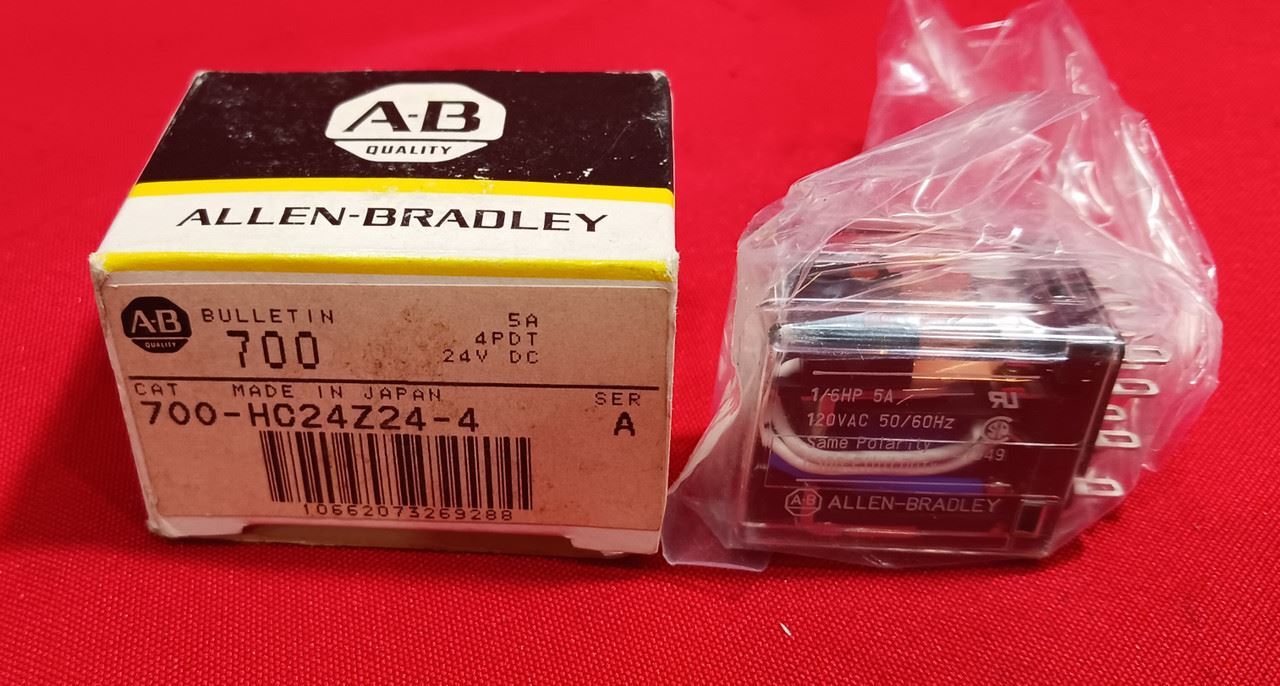 A-B
QUALITY
ALLEN-BRADLEY
A-B
QUALITY
BULLETIN
700
5A
4PDT
24V DC
CAT MADE IN JAPAN SER
700-HC24Z24-4 A
10662073269288
1/6HP 5A
120VAC 50/60Hz
Same Polarity
A-B ALLEN-BRADLEY